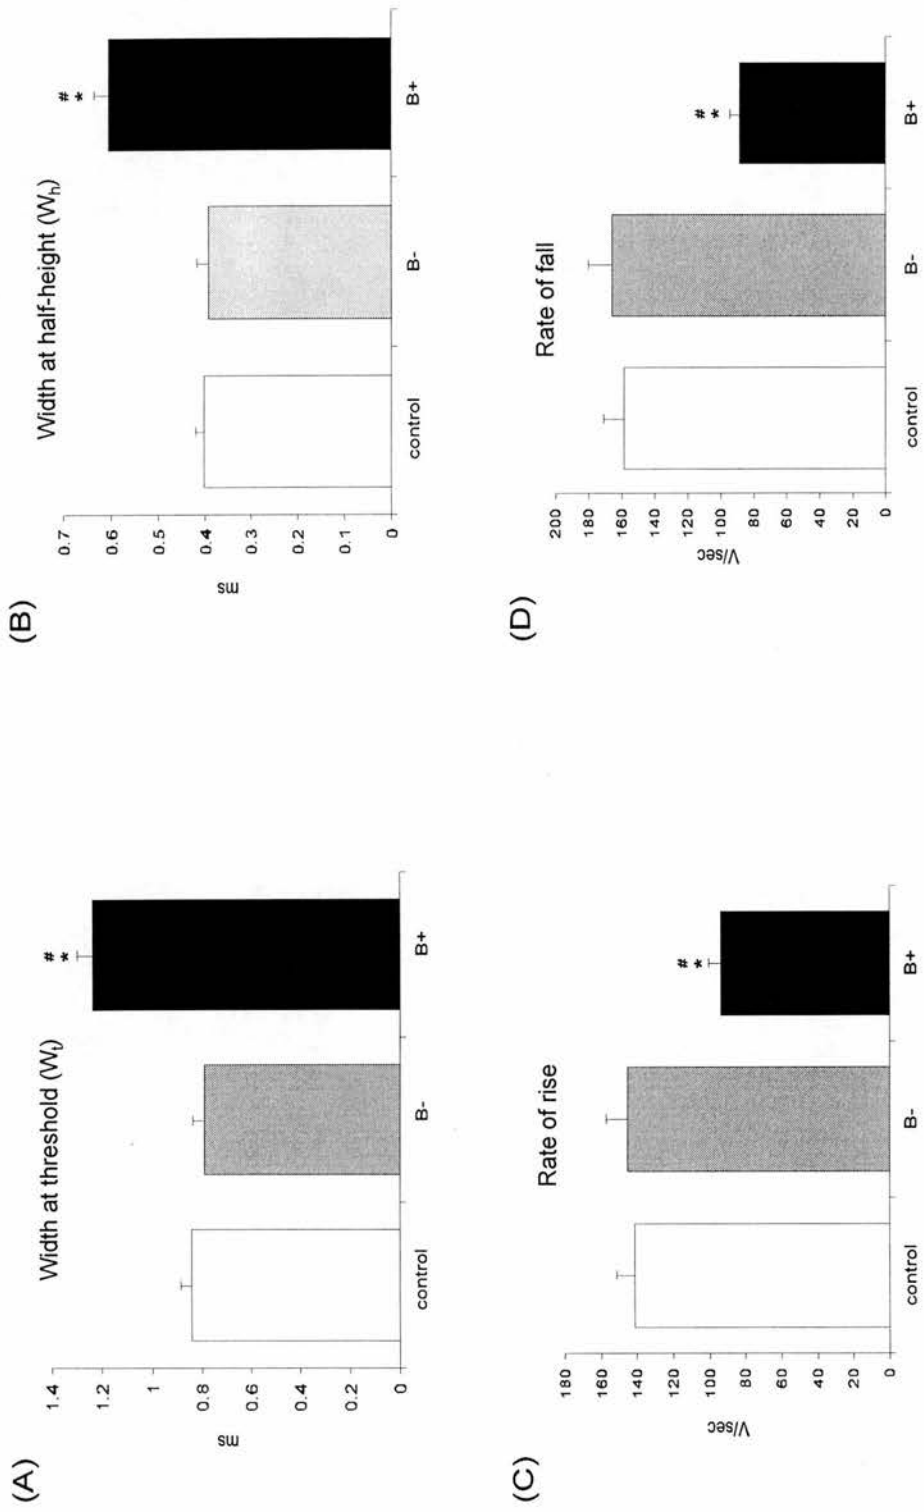 (A)
Width at threshold (Wt)
ms
1.4
1.2
1
0.8
0.6
0.4
0.2
0
#
*
control
B-
B+
(B)
Width at half-height (Wh)
ms
0.7
0.6
0.5
0.4
0.3
0.2
0.1
0
#
*
control
B-
B+
(C)
Rate of rise
V/sec
180
160
140
120
100
80
60
40
20
0
#
*
control
B-
B+
(D)
Rate of fall
V/sec
200
180
160
140
120
100
80
60
40
20
0
#
*
control
B-
B+